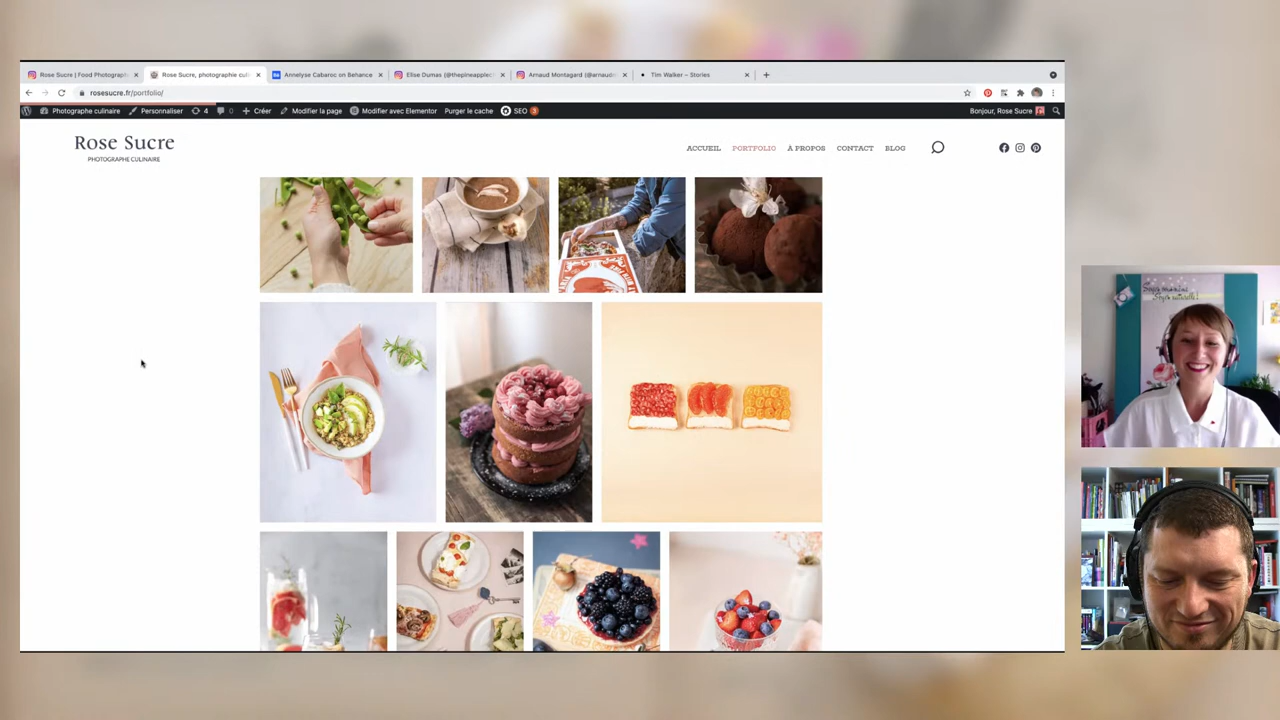 Rose Sucre | Food Photograph
Rose Sucre, photographie culi
Annelyse Cabaroc on Behance
Elise Dumas (@thepineapplec
Arnaud Montagard (@arnaud
Tim Walker – Stories
rosesucre.fr/portfolio/
Photographe culinaire
Personnaliser
4
0
Créer
Modifier la page
Modifier avec Elementor
Purger le cache
SEO
3
Bonjour, Rose Sucre
Rose Sucre
PHOTOGRAPHE CULINAIRE
ACCUEIL
PORTFOLIO
À PROPOS
CONTACT
BLOG